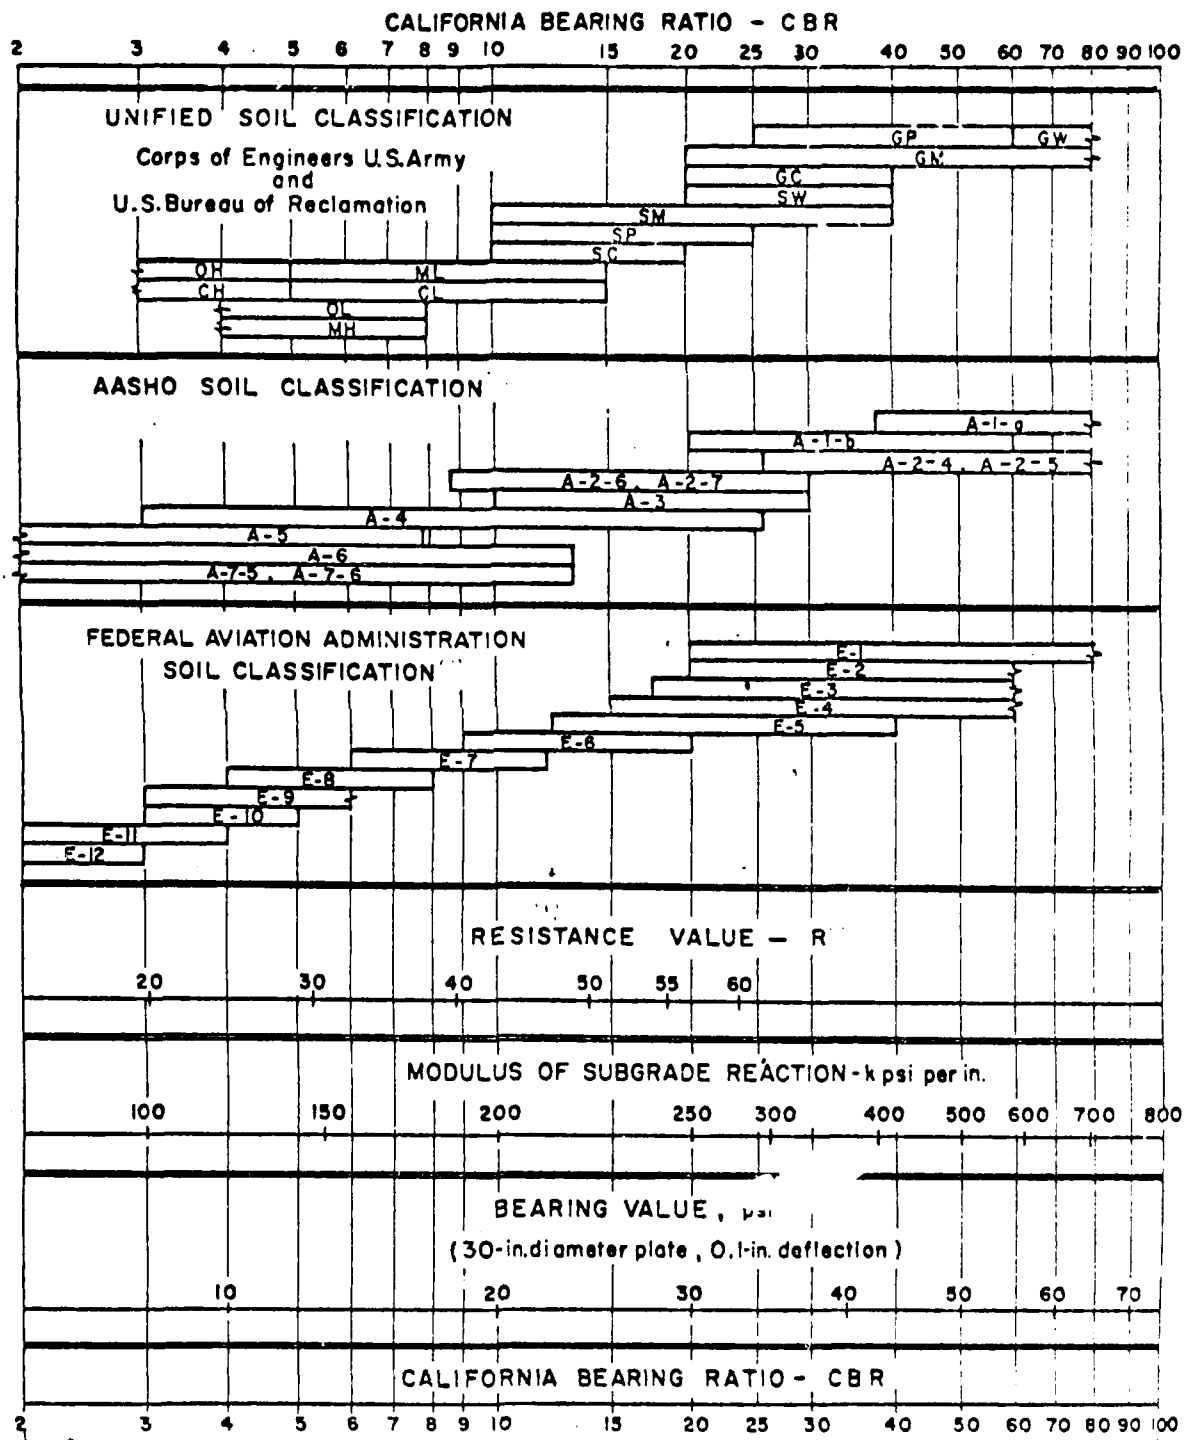 CALIFORNIA BEARING RATIO - CBR
2 3 4 5 6 7 8 9 10 15 20 25 30 40 50 60 70 80 90 100
UNIFIED SOIL CLASSIFICATION
Corps of Engineers U.S.Army
and
U.S.Bureau of Reclamation
GP GW
GM
GC
SW
SM
SP
SC
OH ML
CH CL
OL
MH
AASHO SOIL CLASSIFICATION
A-1-a
A-1-b
A-2-4, A-2-5
A-2-6, A-2-7
A-3
A-4
A-5
A-6
A-7-5, A-7-6
FEDERAL AVIATION ADMINISTRATION
SOIL CLASSIFICATION
E-1
E-2
E-3
E-4
E-5
E-6
E-7
E-8
E-9
E-10
E-11
E-12
RESISTANCE VALUE - R
20 30 40 50 55 60
MODULUS OF SUBGRADE REACTION-k psi per in.
100 150 200 250 300 400 500 600 700 800
BEARING VALUE, psi
(30-in.diameter plate, 0.1-in. deflection)
10 20 30 40 50 60 70
CALIFORNIA BEARING RATIO - CBR
2 3 4 5 6 7 8 9 10 15 20 25 30 40 50 60 70 80 90 100